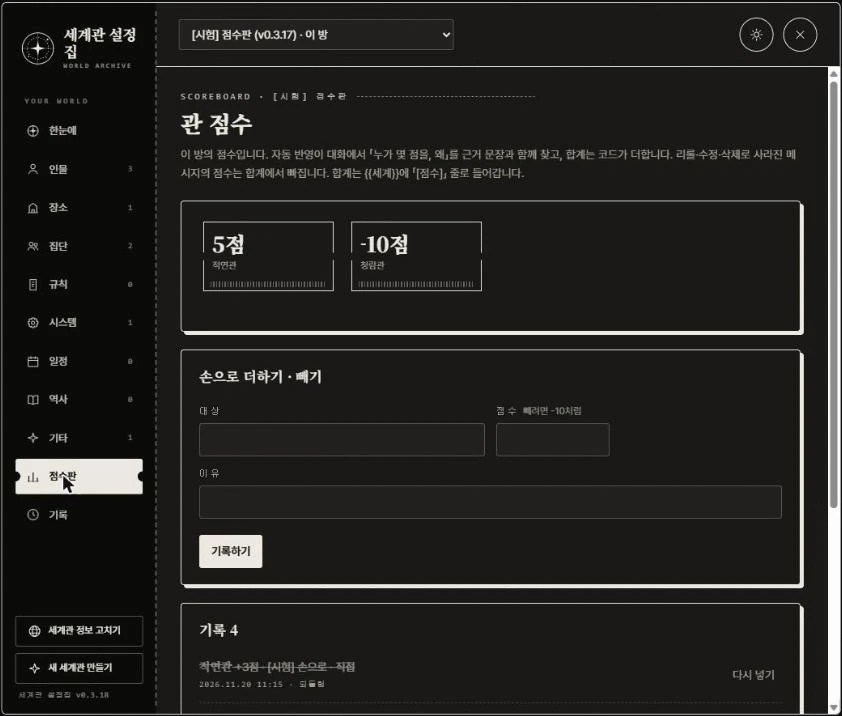 세계관 설정
집
WORLD ARCHIVE
YOUR WORLD
한눈에
인물 3
장소 1
집단 2
규칙 0
시스템 1
일정 0
역사 0
기타 1
점수판
기록
세계관 정보 고치기
새 세계관 만들기
세계관 설정집 v0.3.18
[시험] 점수판 (v0.3.17) · 이 방
SCOREBOARD · [시험] 점수판
관 점수
이 방의 점수입니다. 자동 반영이 대화에서 「누가 몇 점을, 왜」를 근거 문장과 함께 찾고, 합계는 코드가 더합니다. 리롤·수정·삭제로 사라진 메
시지의 점수는 합계에서 빠집니다. 합계는 {{세계}}에 「[점수]」 줄로 들어갑니다.
5점
적연관
-10점
청람관
손으로 더하기 · 빼기
대상
점수 빼려면 -10처럼
이유
기록하기
기록 4
적연관 +3점 · [시험] 손으로 · 직접
2026.11.20 11:15 · 되돌림
다시 넣기